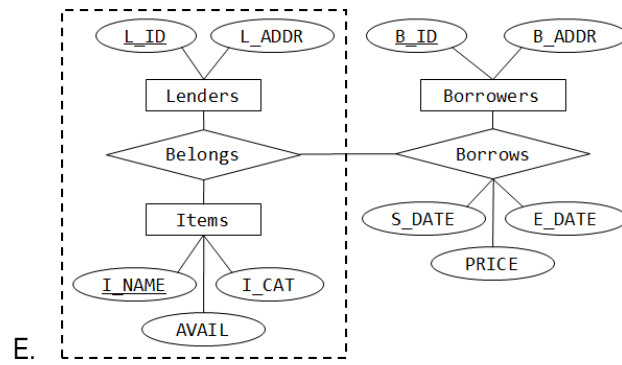 L_ID L_ADDR B_ID B_ADDR
Lenders Borrowers
Belongs Borrows
Items S_DATE E_DATE
PRICE
I_NAME I_CAT
AVAIL
E.